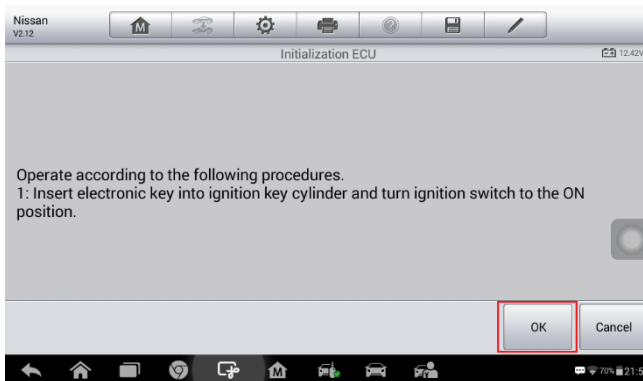 Nissan
V2.12
Initialization ECU
12.42V
Operate according to the following procedures.
1: Insert electronic key into ignition key cylinder and turn ignition switch to the ON
position.
OK
Cancel
70%